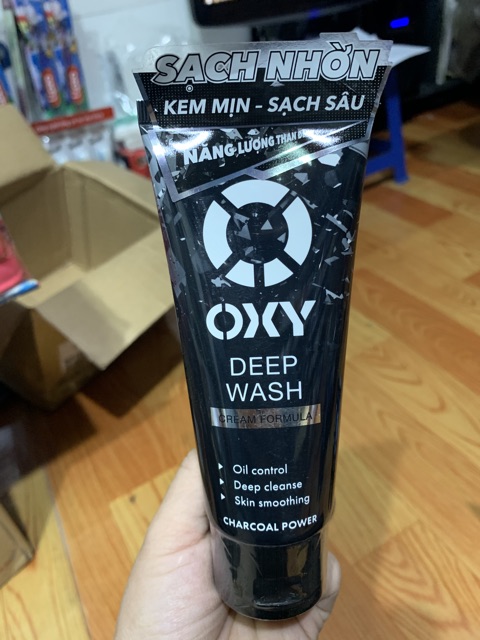 SẠCH NHỜN
KEM MỊN - SẠCH SÂU
NĂNG LƯỢNG THAN
OXY
DEEP
WASH
CREAM FORMULA
Oil control
Deep cleanse
Skin smoothing
CHARCOAL POWER